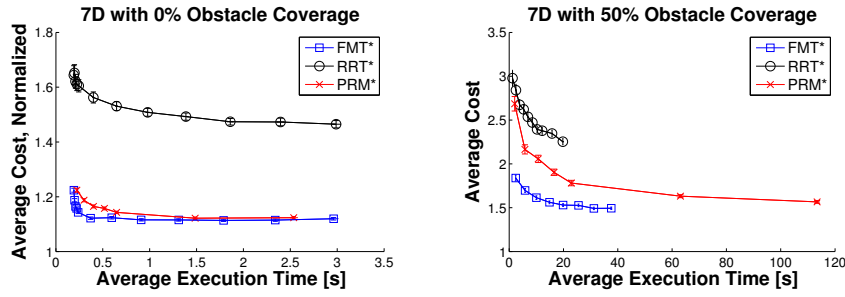 7D with 0% Obstacle Coverage
Average Cost, Normalized
1.8
1.6
1.4
1.2
1
0
0.5
1
1.5
2
2.5
3
3.5
Average Execution Time [s]
FMT*
RRT*
PRM*
7D with 50% Obstacle Coverage
Average Cost
3.5
3
2.5
2
1.5
1
0
20
40
60
80
100
120
Average Execution Time [s]
FMT*
RRT*
PRM*